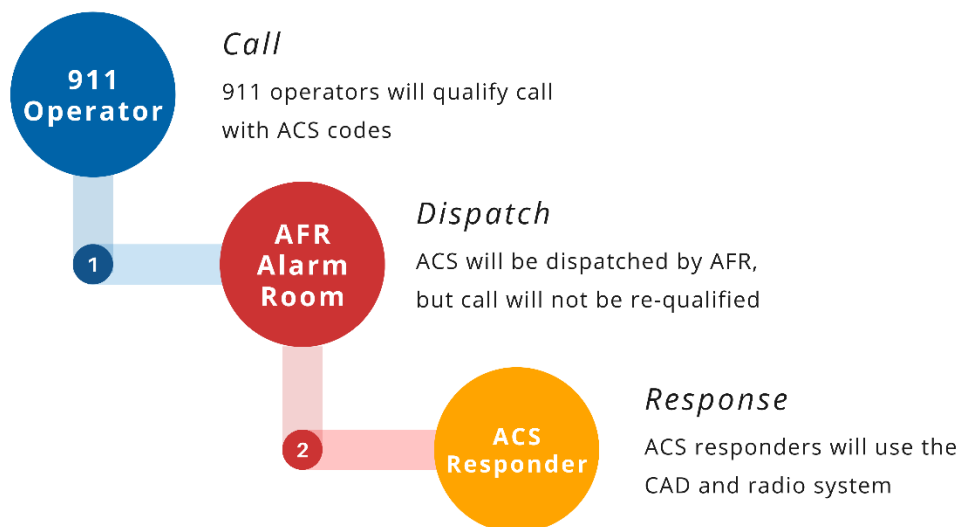 911
Operator
Call
911 operators will qualify call
with ACS codes
1
AFR
Alarm
Room
Dispatch
ACS will be dispatched by AFR,
but call will not be re-qualified
2
ACS
Responder
Response
ACS responders will use the
CAD and radio system